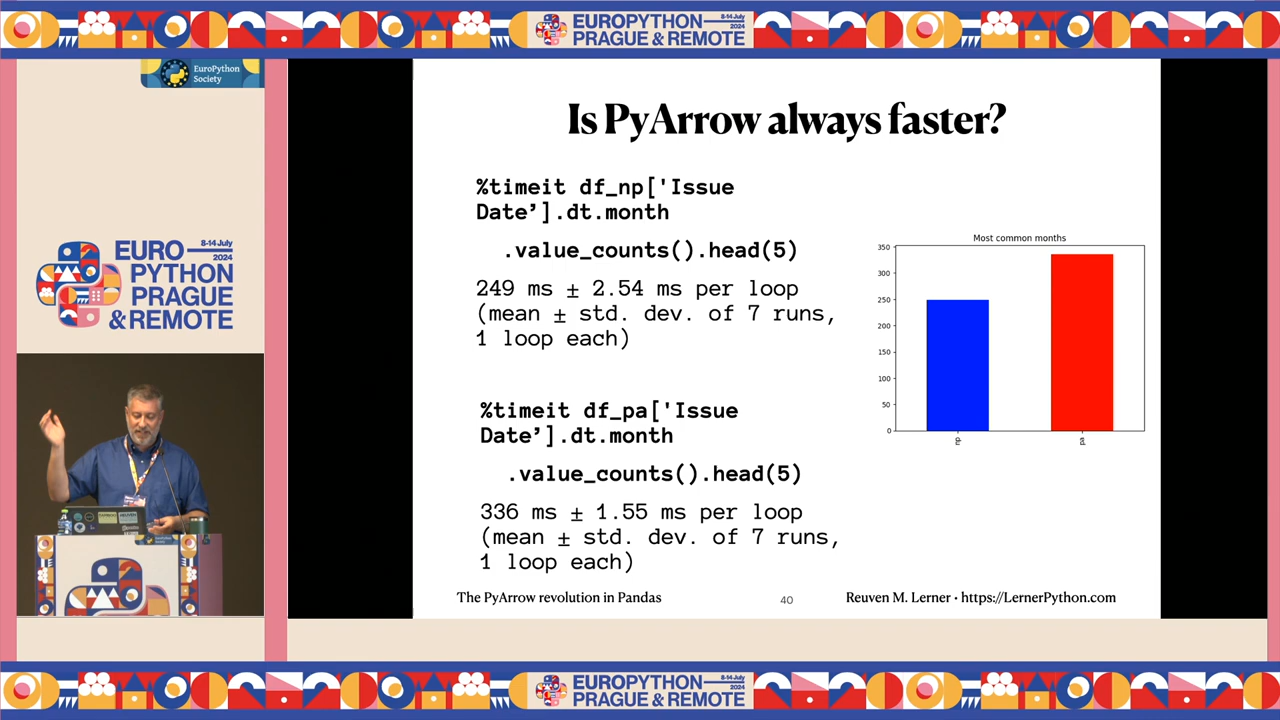 EUROPYTHON
8-14 July
2024
PRAGUE & REMOTE
EuroPython
Society
EURO
8-14 July
2024
PYTHON
PRAGUE
& REMOTE
Is PyArrow always faster?
%timeit df_np['Issue
Date’].dt.month
.value_counts().head(5)
249 ms ± 2.54 ms per loop
(mean ± std. dev. of 7 runs,
1 loop each)
%timeit df_pa['Issue
Date’].dt.month
.value_counts().head(5)
336 ms ± 1.55 ms per loop
(mean ± std. dev. of 7 runs,
1 loop each)
Most common months
350
300
250
200
150
100
50
0
np
pa
The PyArrow revolution in Pandas
40
Reuven M. Lerner • https://LernerPython.com
EUROPYTHON
8-14 July
2024
PRAGUE & REMOTE